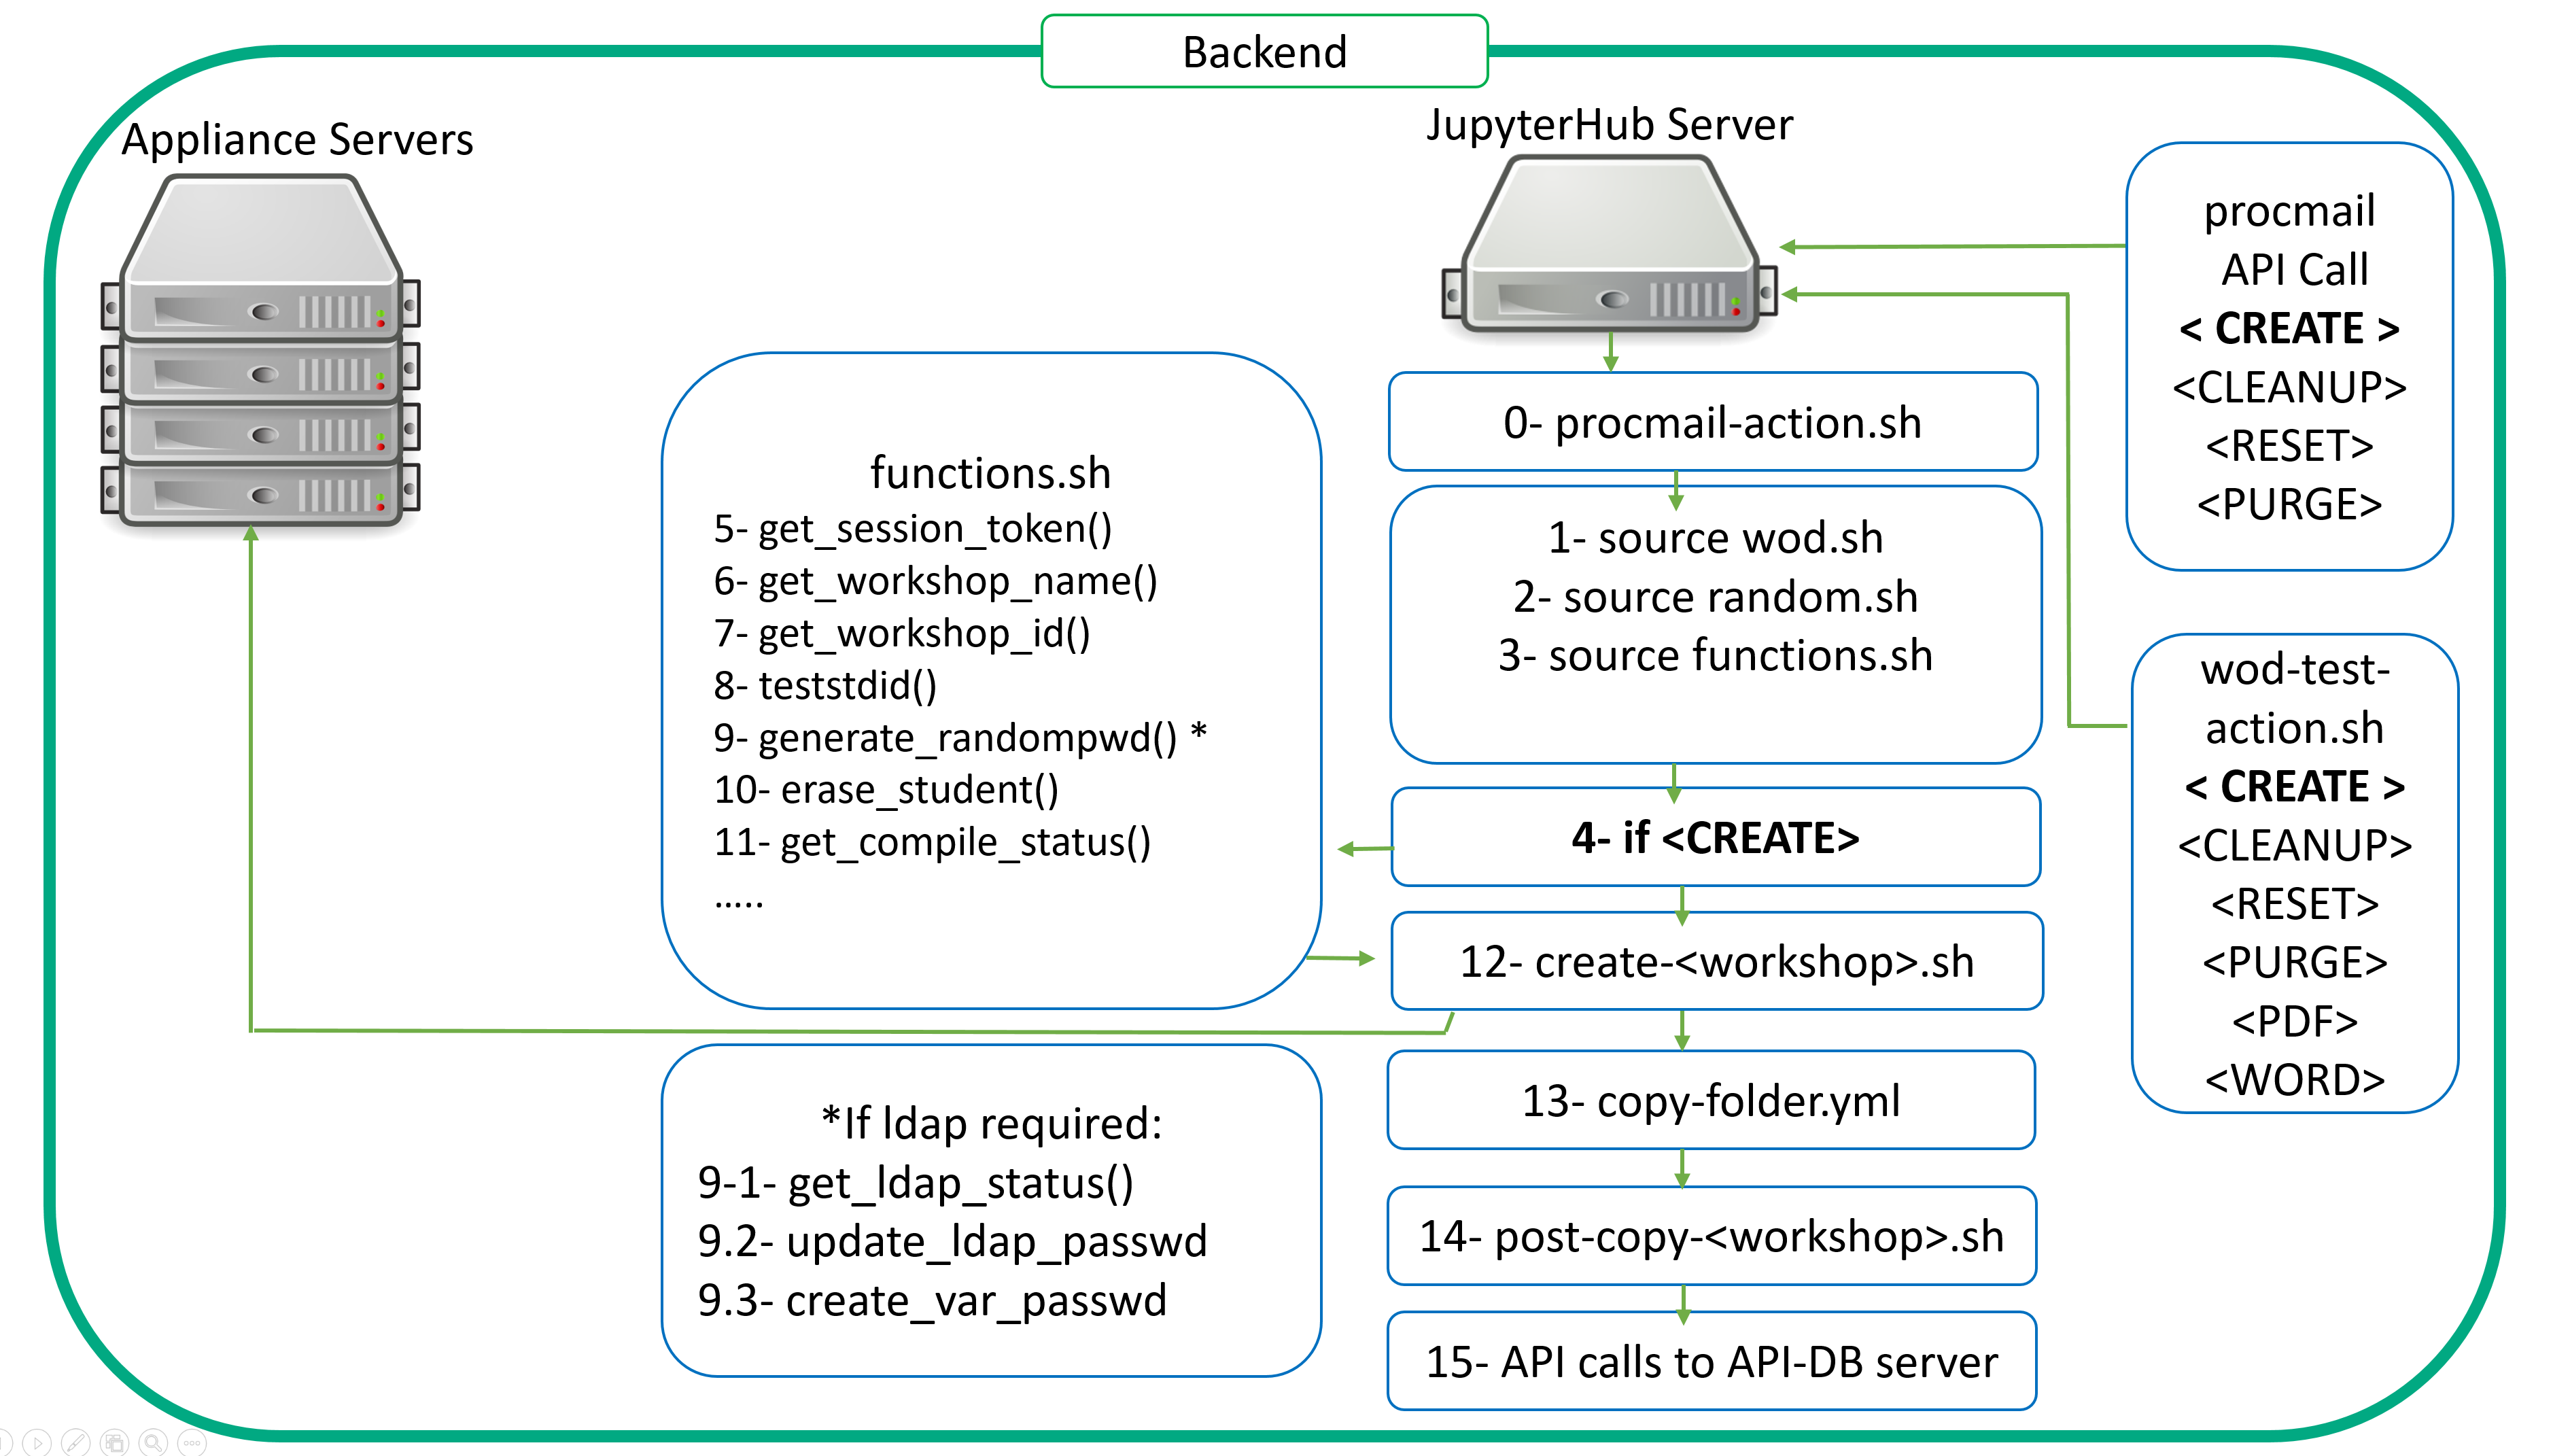 Backend
Appliance Servers
JupyterHub Server
procmail
API Call
< CREATE >
<CLEANUP>
<RESET>
<PURGE>
0- procmail-action.sh
1- source wod.sh
2- source random.sh
3- source functions.sh
functions.sh
5- get_session_token()
6- get_workshop_name()
7- get_workshop_id()
8- teststdid()
9- generate_randompwd() *
10- erase_student()
11- get_compile_status()
.....
wod-test-
action.sh
< CREATE >
<CLEANUP>
<RESET>
<PURGE>
<PDF>
<WORD>
4- if <CREATE>
12- create-<workshop>.sh
*If ldap required:
9-1- get_ldap_status()
9.2- update_ldap_passwd
9.3- create_var_passwd
13- copy-folder.yml
14- post-copy-<workshop>.sh
15- API calls to API-DB server